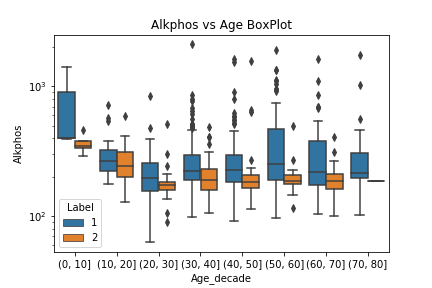 Alkphos vs Age BoxPlot
10³
10²
Alkphos
Label
1
2
(0, 10] (10, 20] (20, 30] (30, 40] (40, 50] (50, 60] (60, 70] (70, 80]
Age_decade